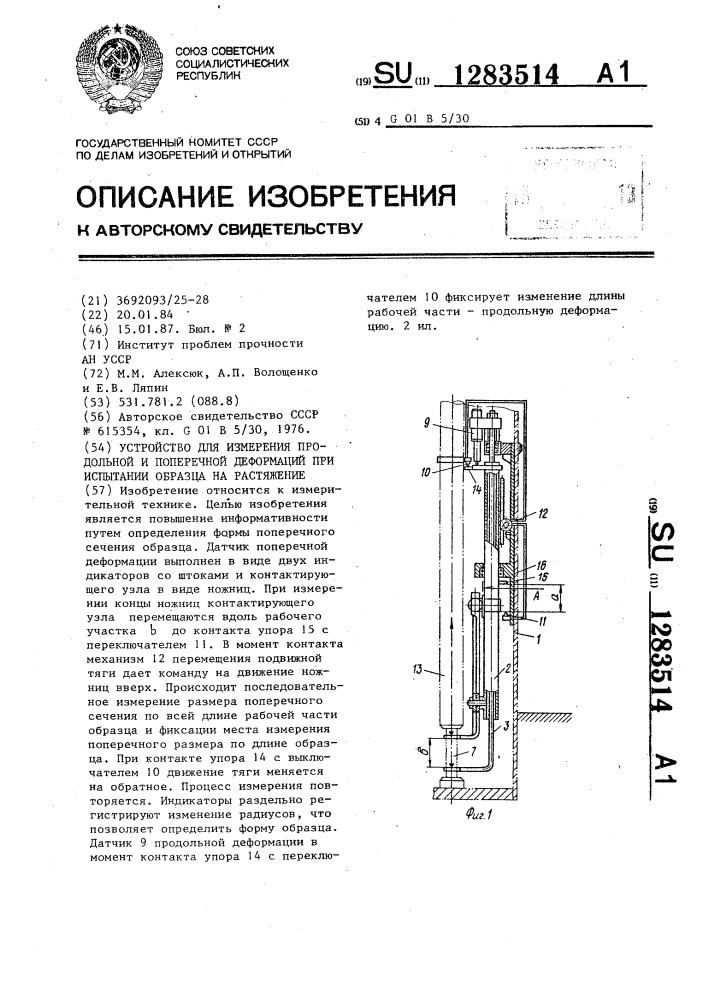 СОЮЗ СОВЕТСКИХ
СОЦИАЛИСТИЧЕСКИХ
РЕСПУБЛИК
(19) SU (11) 1283514 A1
(51) 4 G 01 B 5/30
ГОСУДАРСТВЕННЫЙ КОМИТЕТ СССР
ПО ДЕЛАМ ИЗОБРЕТЕНИЙ И ОТКРЫТИЙ
ОПИСАНИЕ ИЗОБРЕТЕНИЯ
К АВТОРСКОМУ СВИДЕТЕЛЬСТВУ
(21) 3692093/25-28
(22) 20.01.84
(46) 15.01.87. Бюл. № 2
(71) Институт проблем прочности
АН УССР
(72) М.М. Алексюк, А.П. Волощенко
и Е.В. Ляпин
(53) 531.781.2 (088.8)
(56) Авторское свидетельство СССР
№ 615354, кл. G 01 B 5/30, 1976.
(54) УСТРОЙСТВО ДЛЯ ИЗМЕРЕНИЯ ПРО-
ДОЛЬНОЙ И ПОПЕРЕЧНОЙ ДЕФОРМАЦИЙ ПРИ
ИСПЫТАНИИ ОБРАЗЦА НА РАСТЯЖЕНИЕ
(57) Изобретение относится к измери-
тельной технике. Целью изобретения
является повышение информативности
путем определения формы поперечного
сечения образца. Датчик поперечной
деформации выполнен в виде двух ин-
дикаторов со штоками и контактирую-
щего узла в виде ножниц. При измере-
нии концы ножниц контактирующего
узла перемещаются вдоль рабочего
участка b до контакта упора 15 с
переключателем 11. В момент контакта
механизм 12 перемещения подвижной
тяги дает команду на движение нож-
ниц вверх. Происходит последователь-
ное измерение размера поперечного
сечения по всей длине рабочей части
образца и фиксации места измерения
поперечного размера по длине образ-
ца. При контакте упора 14 с выклю-
чателем 10 движение тяги меняется
на обратное. Процесс измерения пов-
торяется. Индикаторы раздельно ре-
гистрируют изменение радиусов, что
позволяет определить форму образца.
Датчик 9 продольной деформации в
момент контакта упора 14 с переклю-
чателем 10 фиксирует изменение длины
рабочей части - продольную деформа-
цию. 2 ил.
9
10
14
12
16
15
А
а
11
1
13
2
3
в
7
Фиг.1
(19) SU (11) 1283514 A1